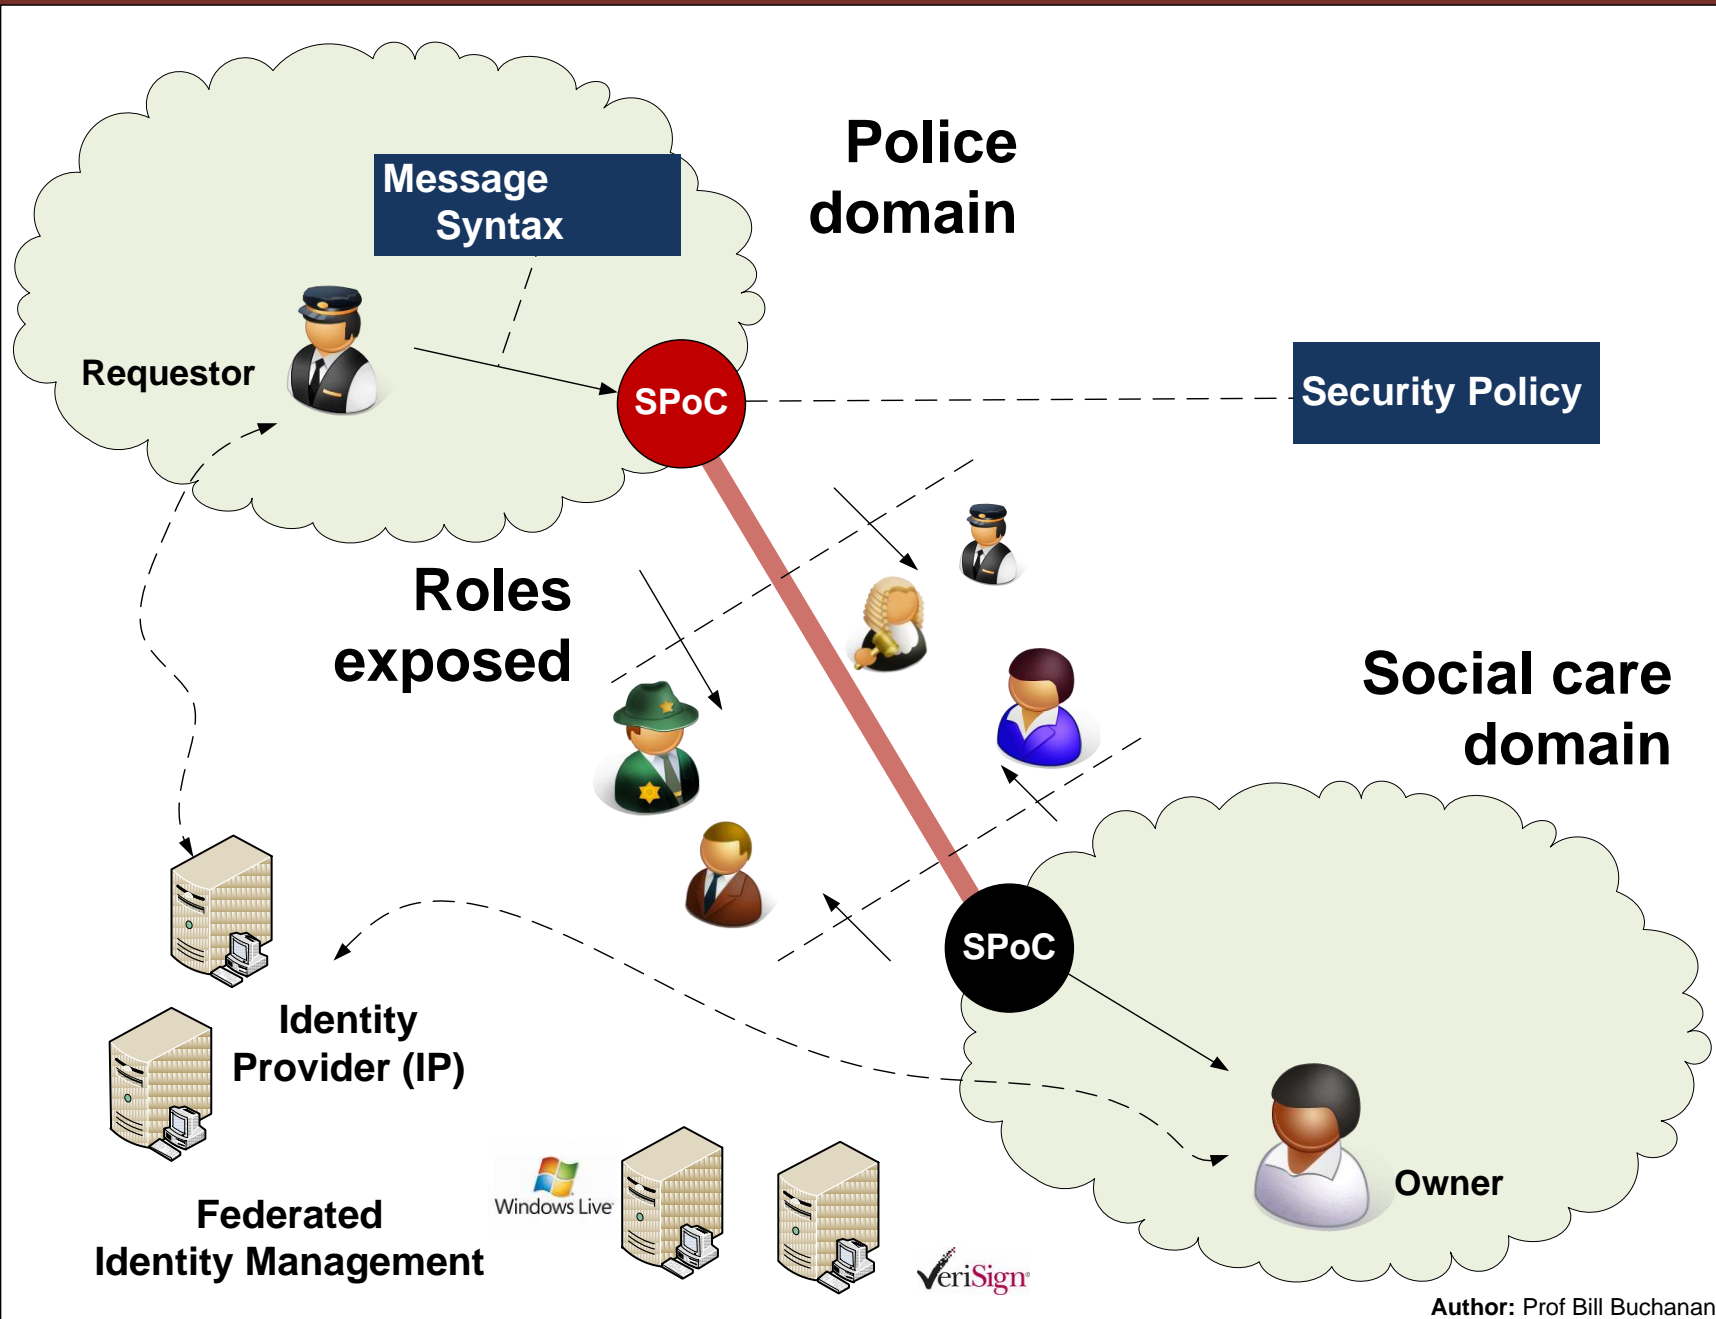 Police
domain
Message
Syntax
Requestor
SPoC
Security Policy
Roles
exposed
Social care
domain
SPoC
Identity
Provider (IP)
Owner
Windows Live
Federated
Identity Management
VeriSign®
Author: Prof Bill Buchanan